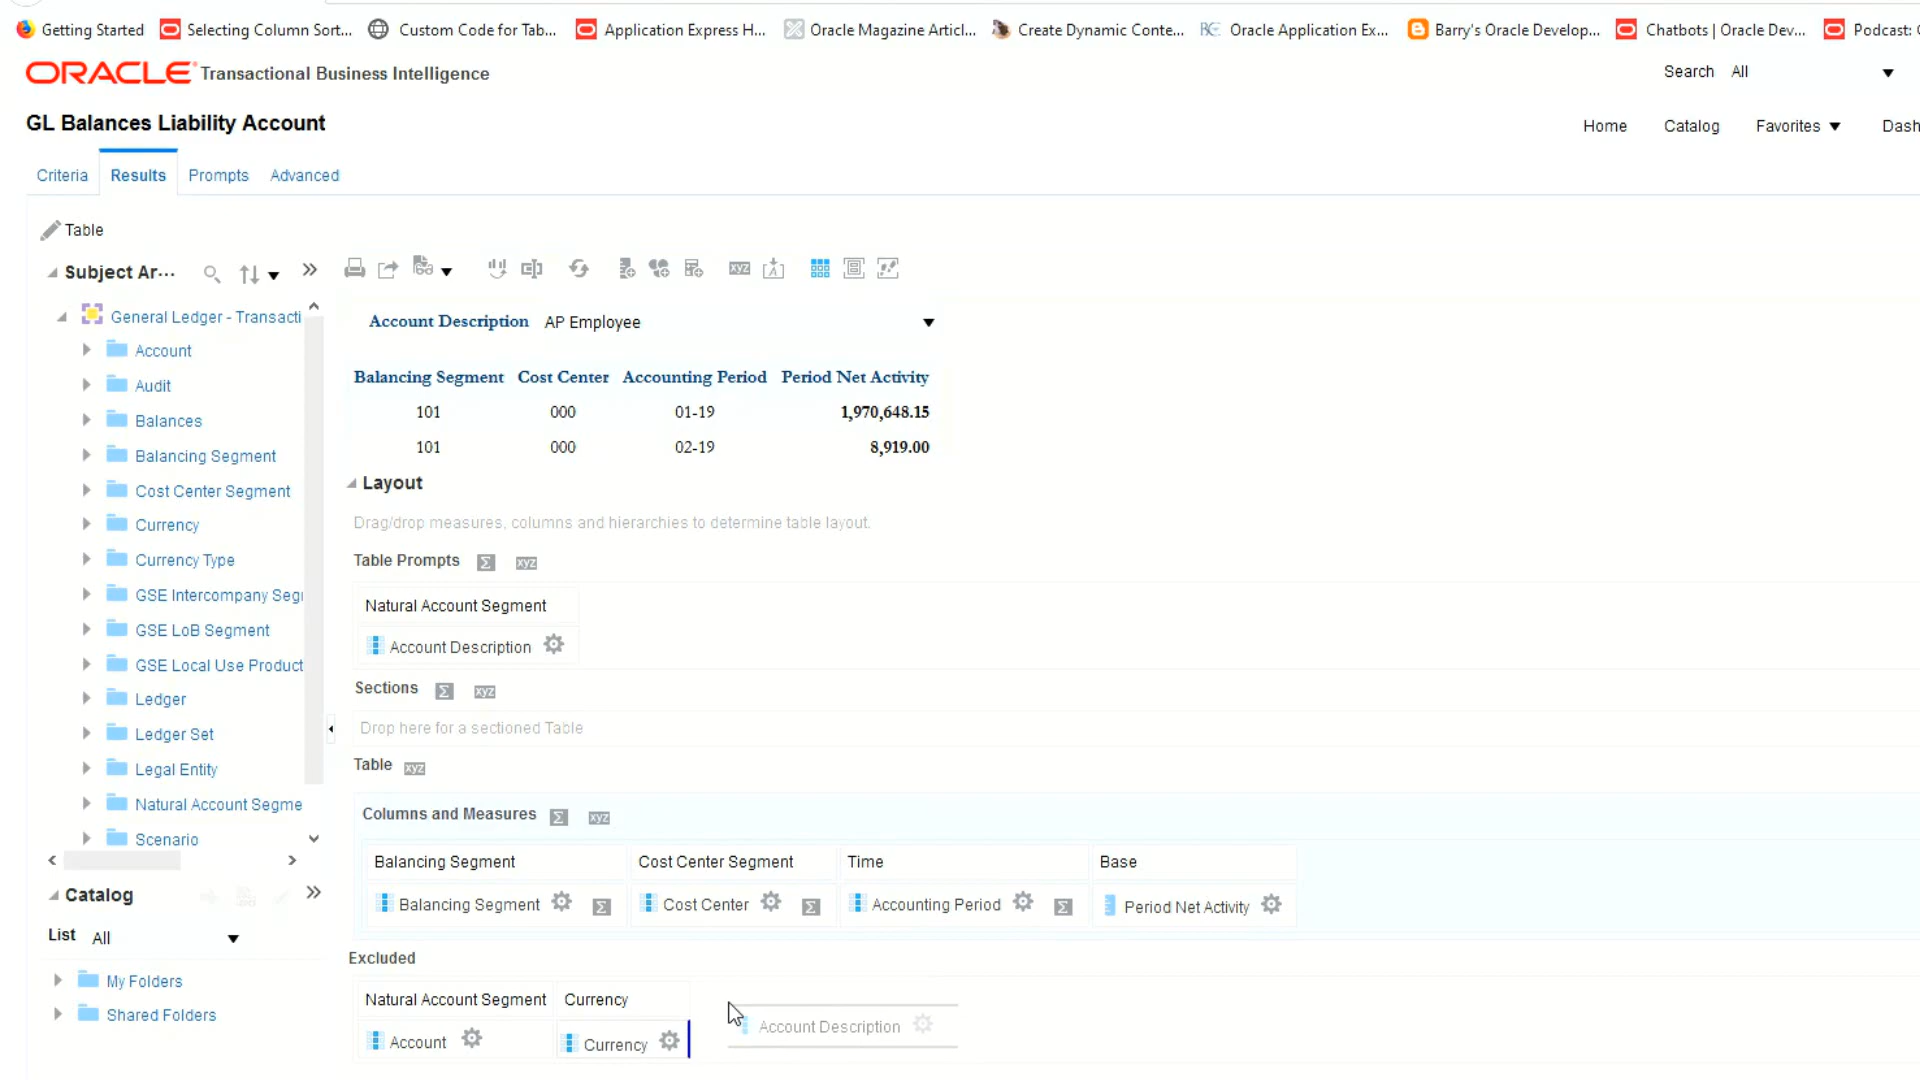 Getting Started Selecting Column Sort... Custom Code for Tab... Application Express H... Oracle Magazine Articl... Create Dynamic Conte... Oracle Application Ex... Barry's Oracle Develop... Chatbots | Oracle Dev... Podcast:
ORACLE Transactional Business Intelligence
Search All
GL Balances Liability Account
Home Catalog Favorites Dash
Criteria Results Prompts Advanced
Table
Subject Ar...
General Ledger - Transacti
Account
Audit
Balances
Balancing Segment
Cost Center Segment
Currency
Currency Type
GSE Intercompany Seg
GSE LoB Segment
GSE Local Use Product
Ledger
Ledger Set
Legal Entity
Natural Account Segme
Scenario
Catalog
List All
My Folders
Shared Folders
Account Description AP Employee
Balancing Segment Cost Center Accounting Period Period Net Activity
101 000 01-19 1,970,648.15
101 000 02-19 8,919.00
Layout
Drag/drop measures, columns and hierarchies to determine table layout.
Table Prompts Σ xyz
Natural Account Segment
Account Description
Sections Σ xyz
Drop here for a sectioned Table
Table xyz
Columns and Measures Σ xyz
Balancing Segment Cost Center Segment Time Base
Balancing Segment Σ Cost Center Σ Accounting Period Σ Period Net Activity
Excluded
Natural Account Segment Currency
Account Currency Account Description